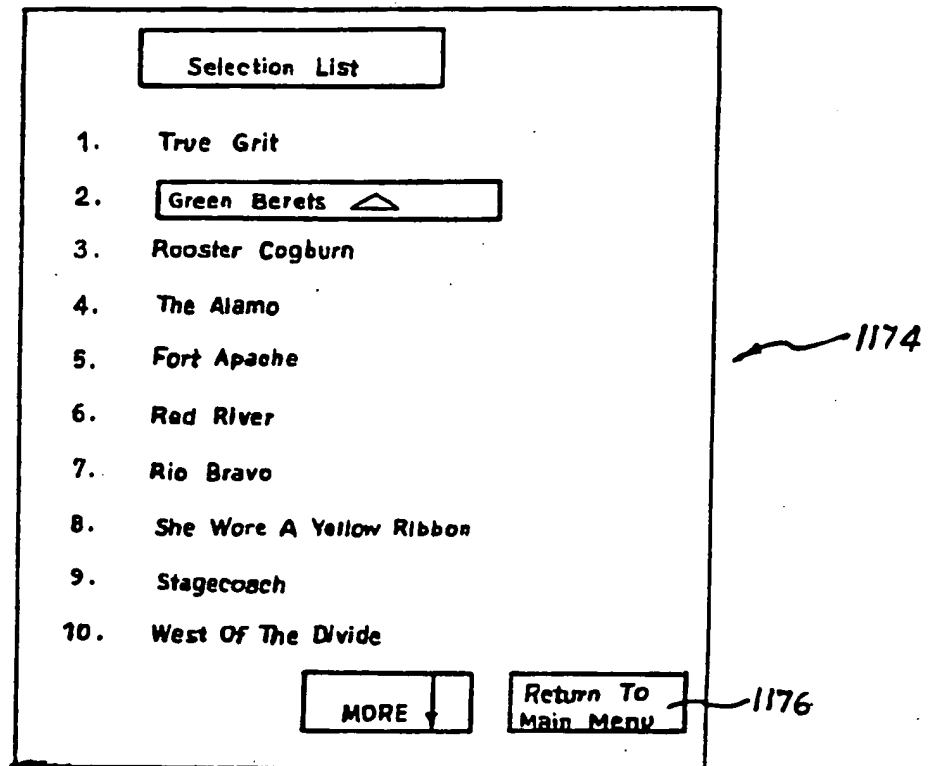 Selection List
1. True Grit
2. Green Berets
3. Rooster Cogburn
4. The Alamo
5. Fort Apache
1174
6. Red River
7. Rio Bravo
8. She Wore A Yellow Ribbon
9. Stagecoach
10. West Of The Divide
MORE
Return To
Main Menu
1176